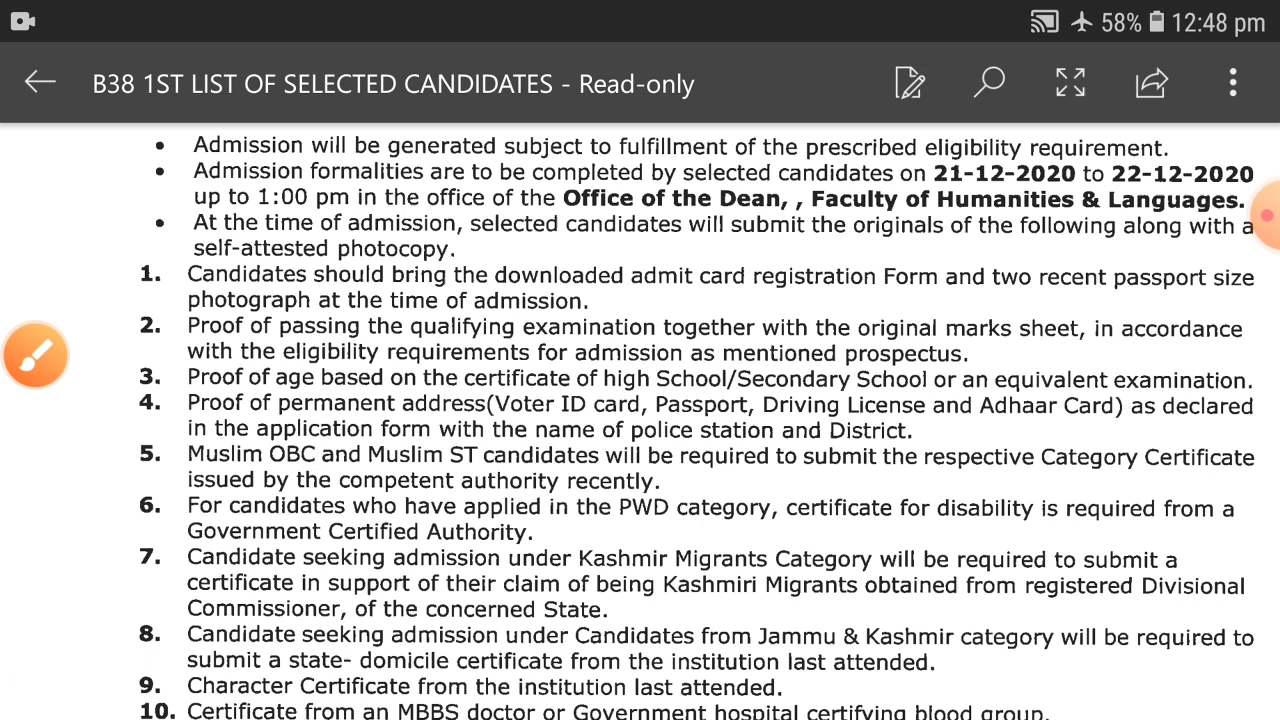 58% 12:48 pm
B38 1ST LIST OF SELECTED CANDIDATES - Read-only
• Admission will be generated subject to fulfillment of the prescribed eligibility requirement.
• Admission formalities are to be completed by selected candidates on 21-12-2020 to 22-12-2020
up to 1:00 pm in the office of the Office of the Dean, , Faculty of Humanities & Languages.
• At the time of admission, selected candidates will submit the originals of the following along with a
self-attested photocopy.
1. Candidates should bring the downloaded admit card registration Form and two recent passport size
photograph at the time of admission.
2. Proof of passing the qualifying examination together with the original marks sheet, in accordance
with the eligibility requirements for admission as mentioned prospectus.
3. Proof of age based on the certificate of high School/Secondary School or an equivalent examination.
4. Proof of permanent address(Voter ID card, Passport, Driving License and Adhaar Card) as declared
in the application form with the name of police station and District.
5. Muslim OBC and Muslim ST candidates will be required to submit the respective Category Certificate
issued by the competent authority recently.
6. For candidates who have applied in the PWD category, certificate for disability is required from a
Government Certified Authority.
7. Candidate seeking admission under Kashmir Migrants Category will be required to submit a
certificate in support of their claim of being Kashmiri Migrants obtained from registered Divisional
Commissioner, of the concerned State.
8. Candidate seeking admission under Candidates from Jammu & Kashmir category will be required to
submit a state- domicile certificate from the institution last attended.
9. Character Certificate from the institution last attended.
10. Certificate from an MBBS doctor or Government hospital certifying blood group.